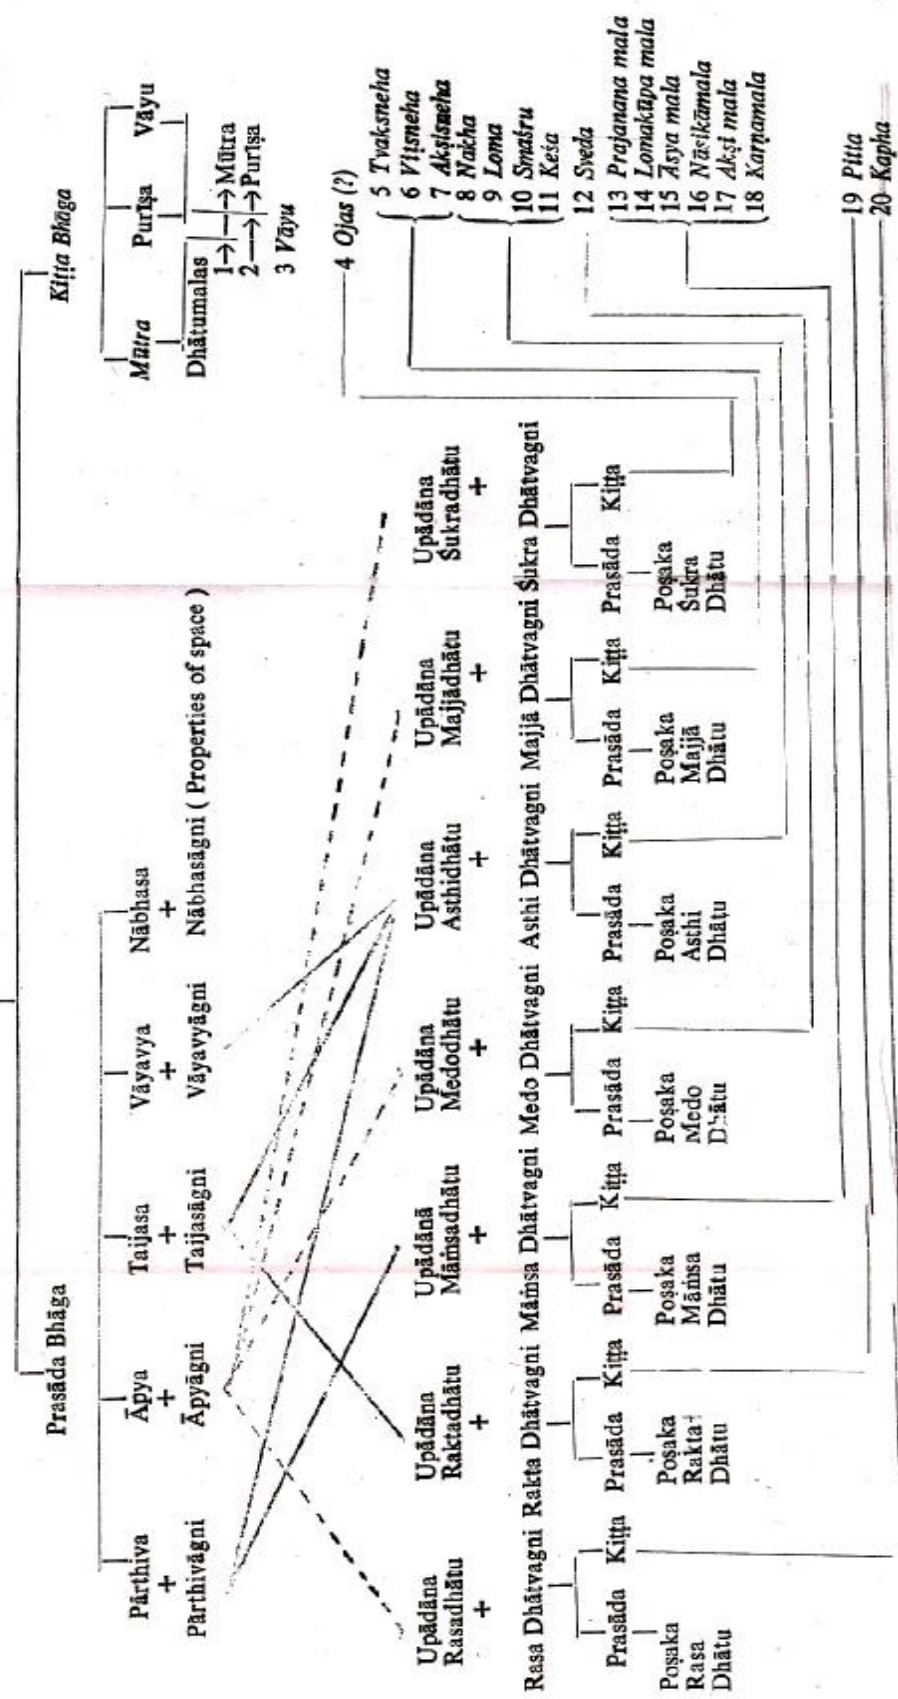 Prasāda Bhāga
Kiṭṭa Bhāga
Pārthiva
+
Pārthivāgni
Āpya
+
Āpyāgni
Taijasa
+
Taijasāgni
Vāyavya
+
Vāyavyāgni
Nābhasa
+
Nābhasāgni ( Properties of space )
Mūtra
Purīṣa
Vāyu
Dhātumalas
1→ →Mūtra
2→ →Purīṣa
3 Vāyu
Upādāna
Rasadhātu
+
Upādāna
Raktadhātu
+
Upādānā
Māṁsadhātu
+
Upādāna
Medodhātu
+
Upādāna
Asthidhātu
+
Upādāna
Majjādhātu
+
Upādāna
Śukradhātu
+
Rasa Dhātvagni Rakta Dhātvagni Māṁsa Dhātvagni Medo Dhātvagni Asthi Dhātvagni Majjā Dhātvagni Śukra Dhātvagni
Prasāda Kiṭṭa
Poṣaka
Rasa
Dhātu
Prasāda Kiṭṭa
Poṣaka
Rakta
Dhātu
Prasāda Kiṭṭa
Poṣaka
Māṁsa
Dhātu
Prasāda Kiṭṭa
Poṣaka
Medo
Dhātu
Prasāda Kiṭṭa
Poṣaka
Asthi
Dhāṭu
Prasāda Kiṭṭa
Poṣaka
Majjā
Dhātu
Prasāda Kiṭṭa
Poṣaka
Śukra
Dhātu
4 Ojas (?)
5 Tvaksneha
6 Viṭsneha
7 Akṣisneha
8 Nakha
9 Loma
10 Smaśru
11 Keśa
12 Sveda
13 Prajanana mala
14 Lomakūpa mala
15 Āsya mala
16 Nāsikāmala
17 Akṣi mala
18 Karṇamala
19 Pitta
20 Kapha